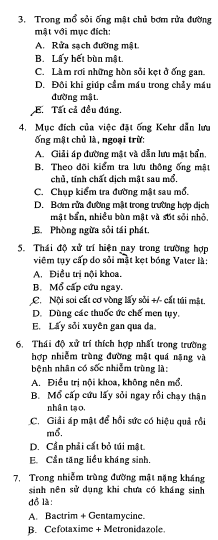 3. Trong mổ sỏi ống mật chủ bơm rửa đường
mật với mục đích:
A. Rửa sạch đường mật.
B. Lấy hết bùn mật.
C. Làm rơi những hòn sỏi kẹt ở ống gan.
D. Đôi khi giúp cầm máu trong chảy máu
đường mật.
E. Tất cả đều đúng.
4. Mục đích của việc đặt ống Kehr dẫn lưu
ống mật chủ là, ngoại trừ:
A. Giải áp đường mật và dẫn lưu mật bẩn.
B. Theo dõi kiểm tra lưu thông ống mật
chủ, tính chất dịch mật sau mổ.
C. Chụp kiểm tra đường mật sau mổ.
D. Bơm rửa đường mật trong trường hợp dịch
mật bẩn, nhiều bùn mật và sót sỏi nhỏ.
E. Phòng ngừa sỏi tái phát.
5. Thái độ xử trí hiện nay trong trường hợp
viêm tụy cấp do sỏi mật kẹt bóng Vater là:
A. Điều trị nội khoa.
B. Mổ cấp cứu ngay.
C. Nội soi cắt cơ vòng lấy sỏi +/- cắt túi mật.
D. Dùng các thuốc ức chế men tụy.
E. Lấy sỏi xuyên gan qua da.
6. Thái độ xử trí thích hợp nhất trong trường
hợp nhiễm trùng đường mật quá nặng và
bệnh nhân có sốc nhiễm trùng là:
A. Điều trị nội khoa, không nên mổ.
B. Mổ cấp cứu lấy sỏi ngay rồi chạy thận
nhân tạo.
C. Giải áp mật để hồi sức có hiệu quả rồi
mổ.
D. Cần phải cắt bỏ túi mật.
E. Cần tăng liều kháng sinh.
7. Trong nhiễm trùng đường mật nặng kháng
sinh nên sử dụng khi chưa có kháng sinh
đồ là:
A. Bactrim + Gentamycine.
B. Cefotaxime + Metronidazole.